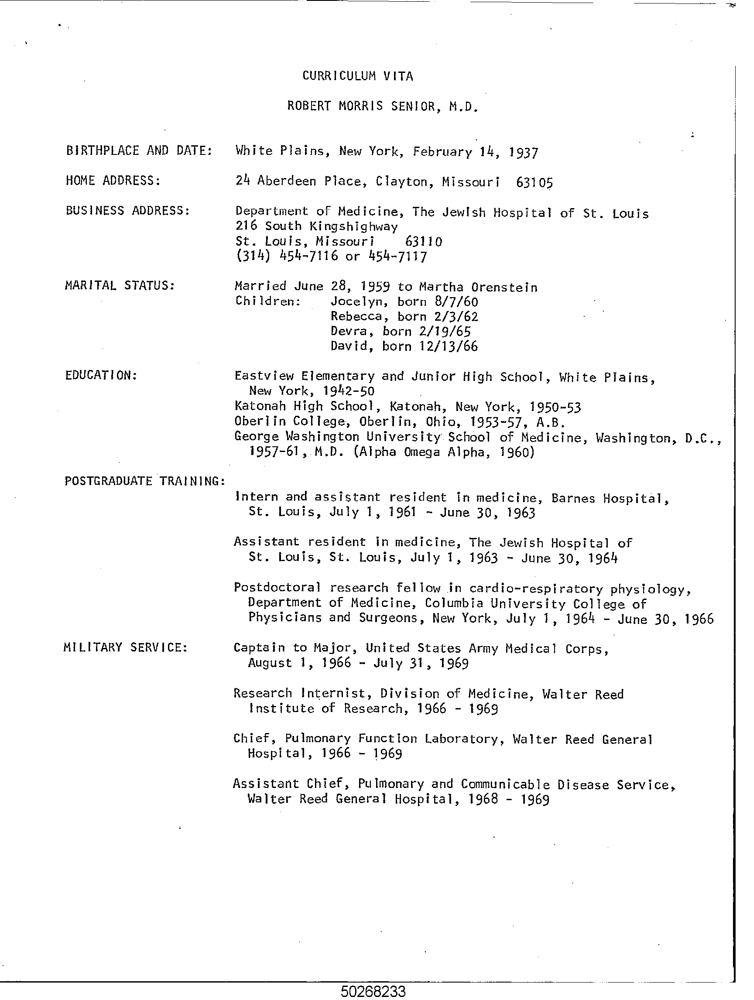 CURRICULUM VITA
ROBERT MORRIS SENIOR, M.D.
BIRTHPLACE AND DATE: White Plains, New York, February 14, 1937
HOME ADDRESS: 24 Aberdeen Place, Clayton, Missouri 63105
BUSINESS ADDRESS: Department of Medicine, The Jewish Hospital of St. Louis
216 South Kingshighway
St. Louis, Missouri 63110
(314) 454-7116 or 454-7117
MARITAL STATUS: Married June 28, 1959 to Martha Orenstein
Children: Jocelyn, born 8/7/60
Rebecca, born 2/3/62
Devra, born 2/19/65
David, born 12/13/66
EDUCATION: Eastview Elementary and Junior High School, White Plains,
New York, 1942-50
Katonah High School, Katonah, New York, 1950-53
Oberlin College, Oberlin, Ohio, 1953-57, A.B.
George Washington University School of Medicine, Washington, D.C.,
1957-61, M.D. (Alpha Omega Alpha, 1960)
POSTGRADUATE TRAINING:
Intern and assistant resident in medicine, Barnes Hospital,
St. Louis, July 1, 1961 - June 30, 1963
Assistant resident in medicine, The Jewish Hospital of
St. Louis, St. Louis, July 1, 1963 - June 30, 1964
Postdoctoral research fellow in cardio-respiratory physiology,
Department of Medicine, Columbia University College of
Physicians and Surgeons, New York, July 1, 1964 - June 30, 1966
MILITARY SERVICE: Captain to Major, United States Army Medical Corps,
August 1, 1966 - July 31, 1969
Research Internist, Division of Medicine, Walter Reed
Institute of Research, 1966 - 1969
Chief, Pulmonary Function Laboratory, Walter Reed General
Hospital, 1966 - 1969
Assistant Chief, Pulmonary and Communicable Disease Service,
Walter Reed General Hospital, 1968 - 1969
50268233